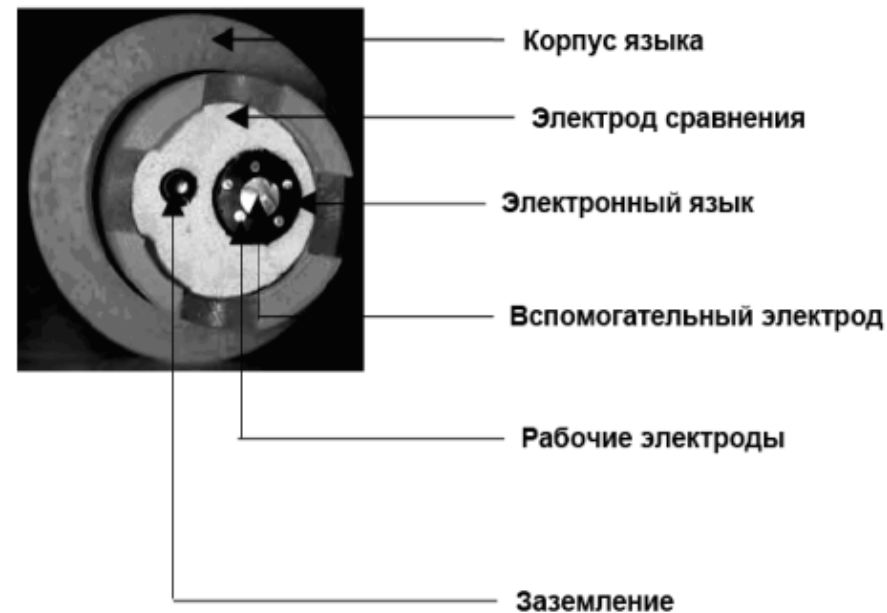 Корпус языка
Электрод сравнения
Электронный язык
Вспомогательный электрод
Рабочие электроды
Заземление